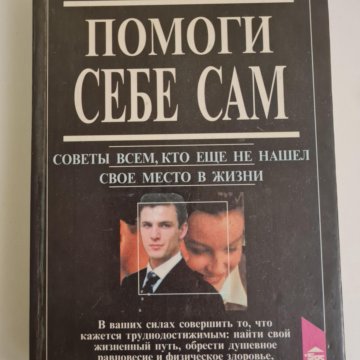 ПОМОГИ
СЕБЕ САМ
СОВЕТЫ ВСЕМ, КТО ЕЩЕ НЕ НАШЕЛ
СВОЕ МЕСТО В ЖИЗНИ
В ваших силах совершить то, что
кажется труднодостижимым: найти свой
жизненный путь, обрести душевное
равновесие и физическое здоровье,